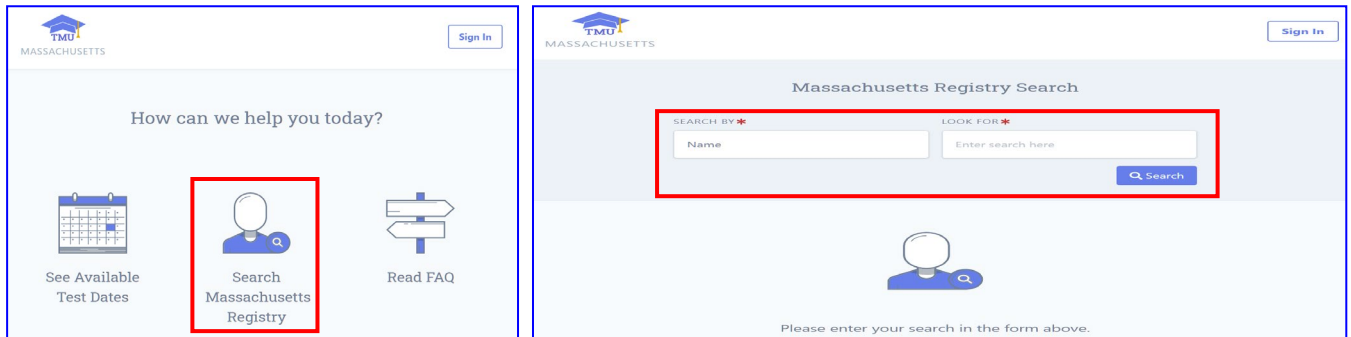 TMU
MASSACHUSETTS
Sign In
How can we help you today?
See Available
Test Dates
Search
Massachusetts
Registry
Read FAQ
TMU
MASSACHUSETTS
Sign In
Massachusetts Registry Search
SEARCH BY*
LOOK FOR*
Name
Enter search here
Search
Please enter your search in the form above.